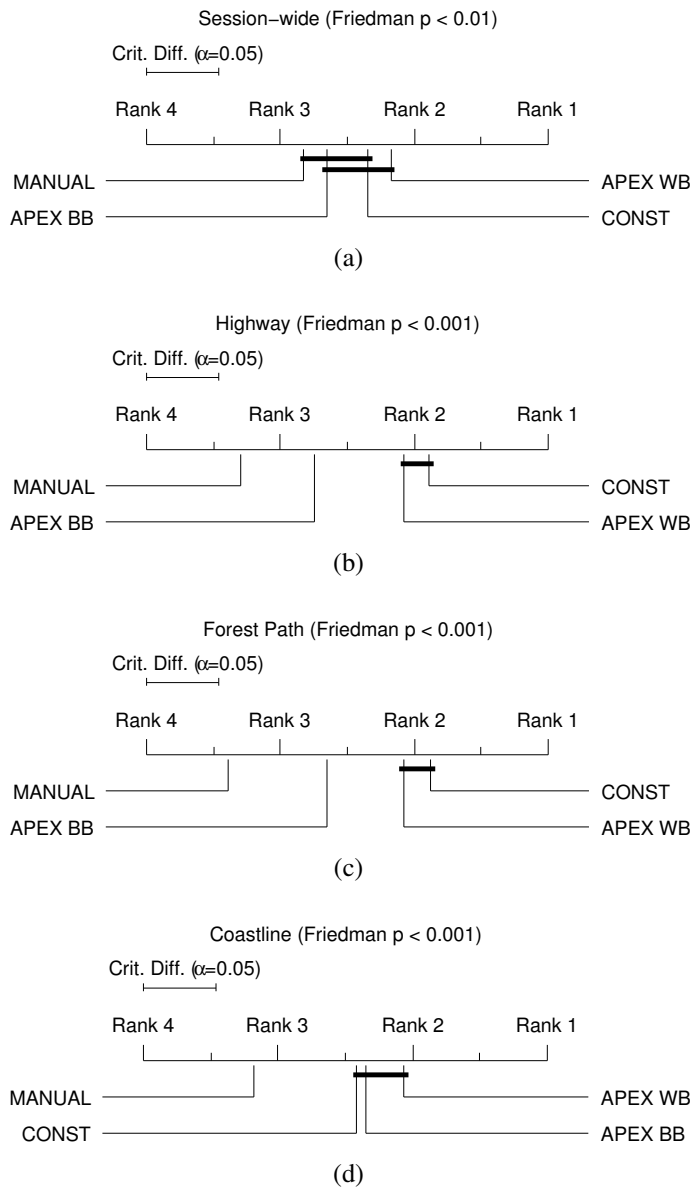 Session−wide (Friedman p < 0.01)
Crit. Diff. (α=0.05)
Rank 4 Rank 3 Rank 2 Rank 1
MANUAL APEX WB
APEX BB CONST
(a)
Highway (Friedman p < 0.001)
Crit. Diff. (α=0.05)
Rank 4 Rank 3 Rank 2 Rank 1
MANUAL CONST
APEX BB APEX WB
(b)
Forest Path (Friedman p < 0.001)
Crit. Diff. (α=0.05)
Rank 4 Rank 3 Rank 2 Rank 1
MANUAL CONST
APEX BB APEX WB
(c)
Coastline (Friedman p < 0.001)
Crit. Diff. (α=0.05)
Rank 4 Rank 3 Rank 2 Rank 1
MANUAL APEX WB
CONST APEX BB
(d)